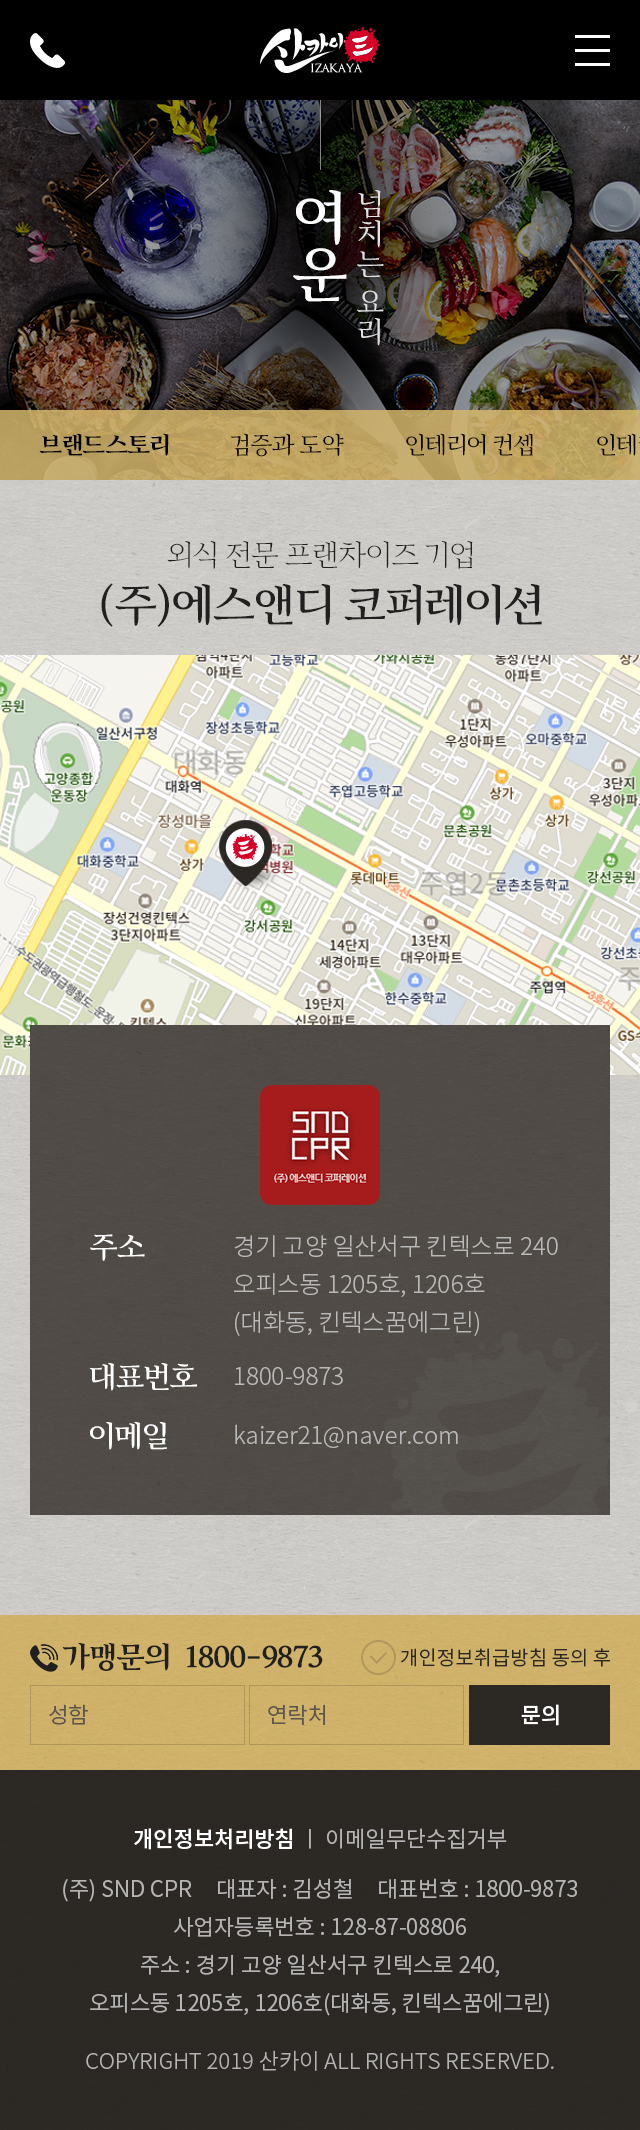 산카이
IZAKAYA
여운
넘치는 요리
브랜드스토리
검증과 도약
인테리어 컨셉
인테
외식 전문 프랜차이즈 기업
(주)에스앤디 코퍼레이션
아파트
고등학교
가와지공원
동성7단지
아파트
공원
일산서구청
장성초등학교
1단지
우성아파트
오마중학교
대화동
고양종합
운동장
대화역
주엽고등학교
상가
3단지
우성아파
상가
장성마을
문촌공원
대화중학교
상가
학교
병원
롯데마트
3호선
주엽2동
문촌초등학교
강선공원
장성건영킨텍스
3단지아파트
강서공원
14단지
세경아파트
13단지
대우아파트
강선초
수도권광역급행철도
한수중학교
주엽역
3호선
주
킨텍스
19단지
신우아파트
문화공
GS
SND
CPR
(주) 에스앤디 코퍼레이션
주소
경기 고양 일산서구 킨텍스로 240
오피스동 1205호, 1206호
(대화동, 킨텍스꿈에그린)
대표번호
1800-9873
이메일
kaizer21@naver.com
가맹문의 1800-9873
개인정보취급방침 동의 후
성함
연락처
문의
개인정보처리방침 | 이메일무단수집거부
(주) SND CPR 대표자 : 김성철 대표번호 : 1800-9873
사업자등록번호 : 128-87-08806
주소 : 경기 고양 일산서구 킨텍스로 240,
오피스동 1205호, 1206호(대화동, 킨텍스꿈에그린)
COPYRIGHT 2019 산카이 ALL RIGHTS RESERVED.